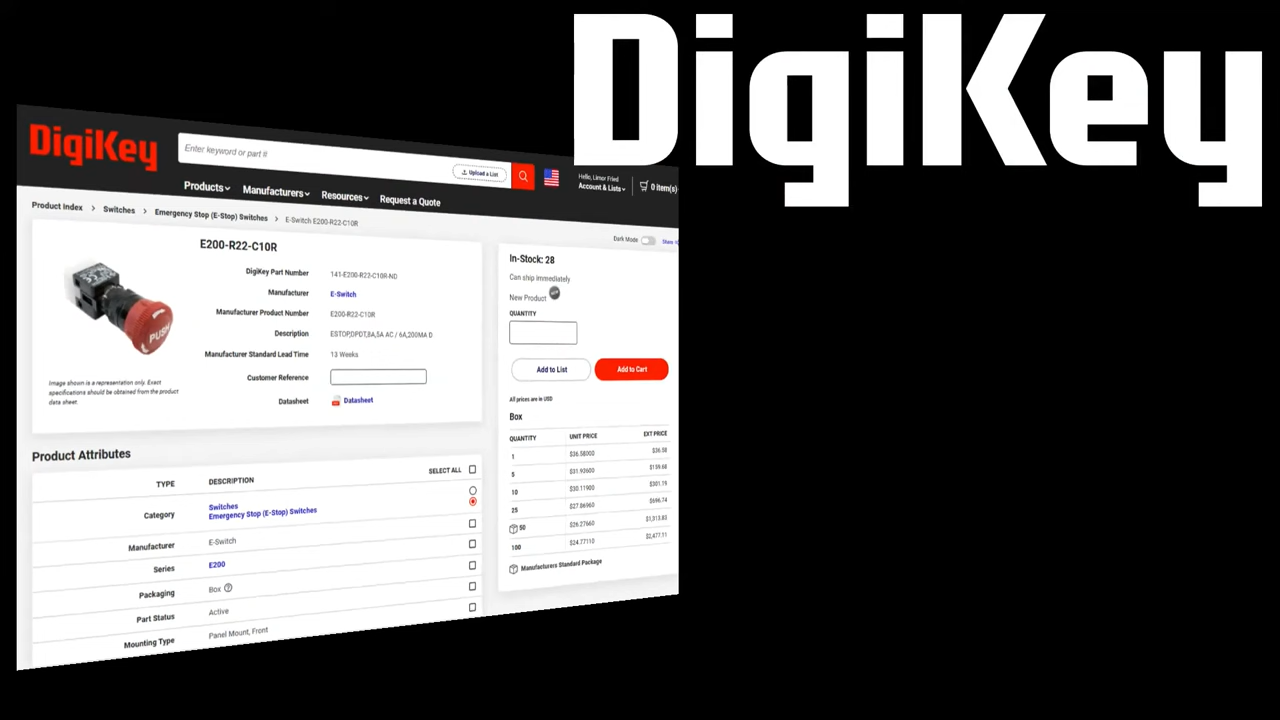 DigiKey
DigiKey
Enter keyword or part #
Upload a List
Hello, Limor Fried
Account & Lists
0 item(s)
Products
Manufacturers
Resources
Request a Quote
Product Index > Switches > Emergency Stop (E-Stop) Switches > E-Switch E200-R22-C10R
Dark Mode
E200-R22-C10R
DigiKey Part Number 141-E200-R22-C10R-ND
Manufacturer E-Switch
Manufacturer Product Number E200-R22-C10R
Description ESTOP,DPDT,8A,5A AC / 6A,200MA D
Manufacturer Standard Lead Time 13 Weeks
Customer Reference
Datasheet Datasheet
PUSH
Image shown is a representation only. Exact
specifications should be obtained from the product
data sheet.
In-Stock: 28
Can ship immediately
New Product
QUANTITY
Add to List
Add to Cart
All prices are in USD
Box
QUANTITY UNIT PRICE EXT PRICE
1 $36.58000 $36.58
5 $31.93600 $159.68
10 $30.11900 $301.19
25 $27.86960 $696.74
50 $26.27660 $1,313.83
100 $24.77110 $2,477.11
Manufacturers Standard Package
Product Attributes
TYPE DESCRIPTION SELECT ALL
Category Switches
Emergency Stop (E-Stop) Switches
Manufacturer E-Switch
Series E200
Packaging Box
Part Status Active
Mounting Type Panel Mount, Front